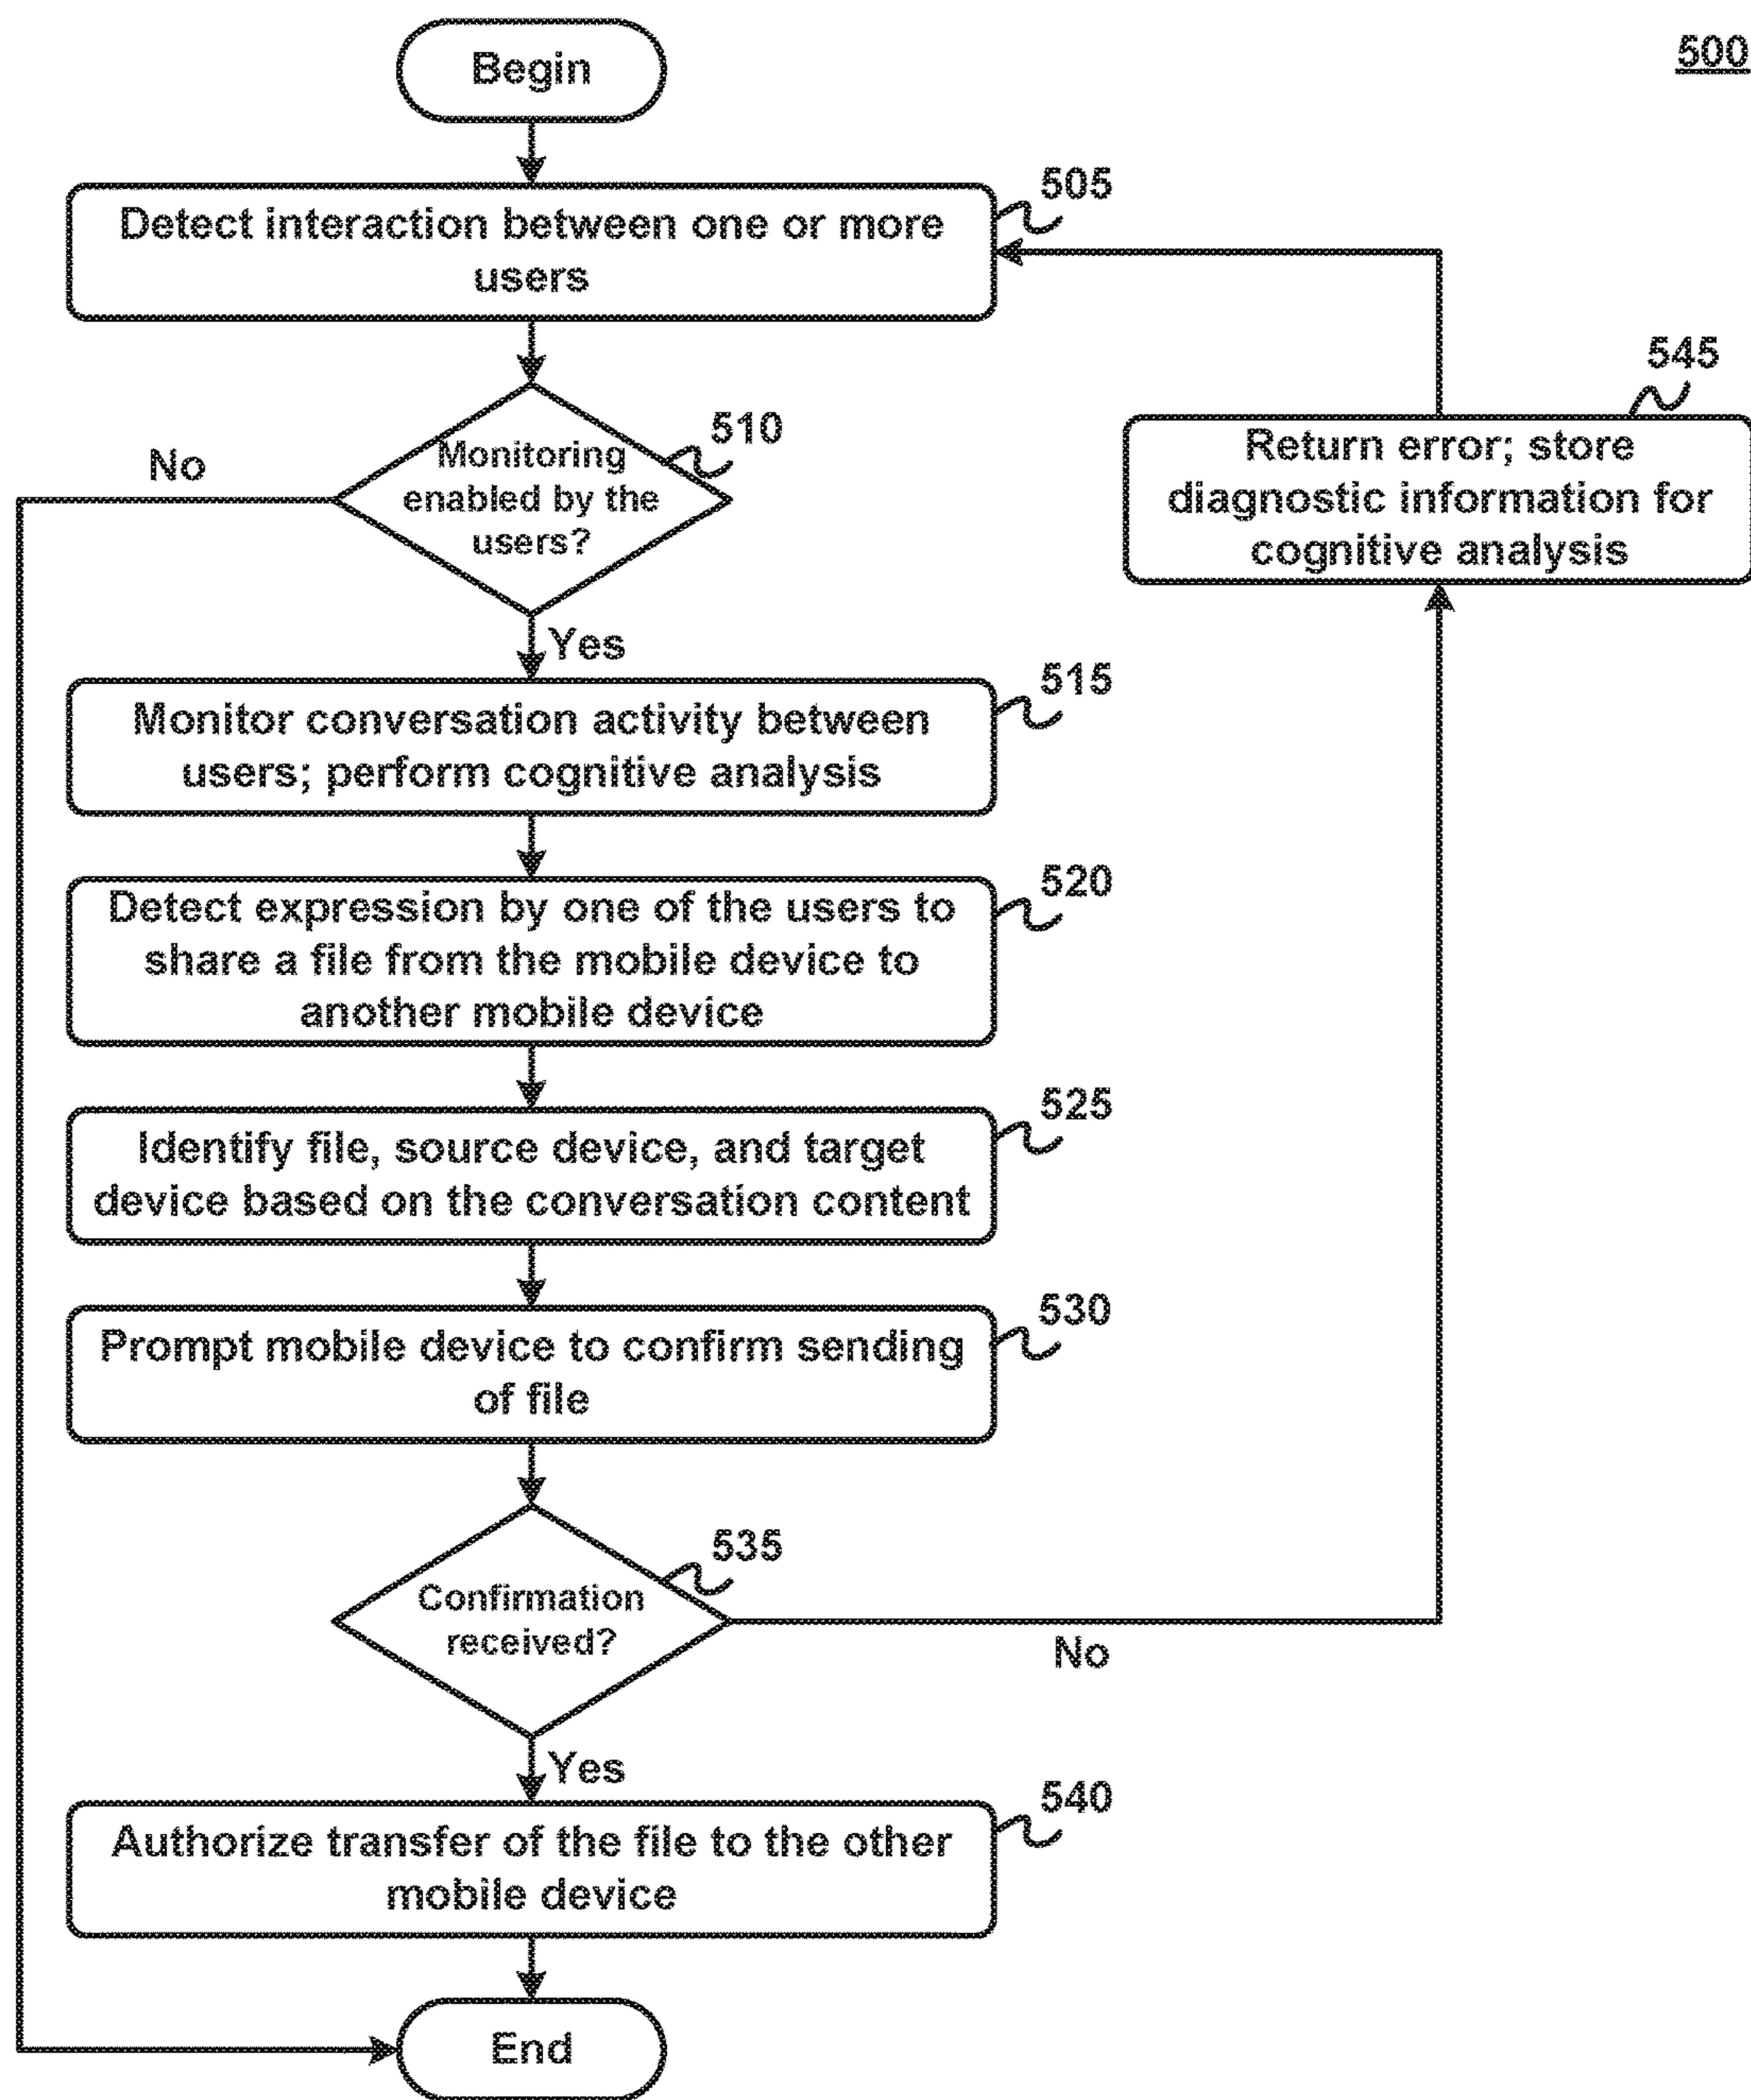 500
Begin
505
Detect interaction between one or more
users
510
Monitoring
enabled by the
users?
No
Yes
545
Return error; store
diagnostic information for
cognitive analysis
515
Monitor conversation activity between
users; perform cognitive analysis
520
Detect expression by one of the users to
share a file from the mobile device to
another mobile device
525
Identify file, source device, and target
device based on the conversation content
530
Prompt mobile device to confirm sending
of file
535
Confirmation
received?
No
Yes
540
Authorize transfer of the file to the other
mobile device
End